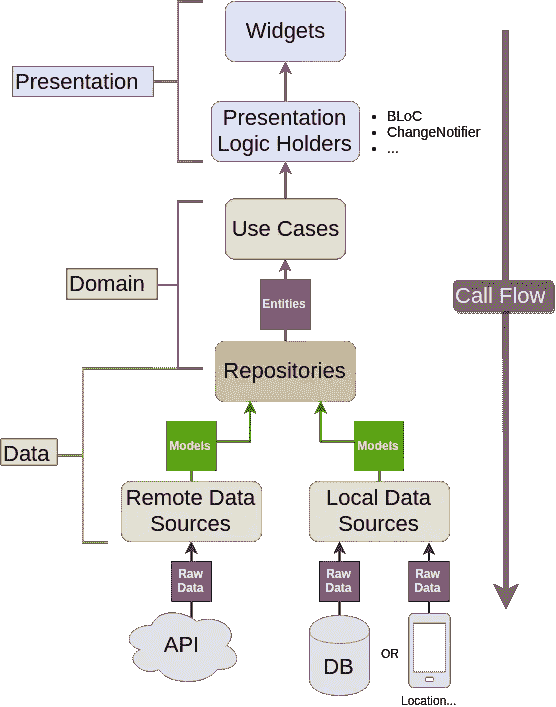 Widgets
Presentation
Presentation
Logic Holders
• BLoC
• ChangeNotifier
• ...
Use Cases
Domain
Entities
Call Flow
Repositories
Models
Models
Data
Remote Data
Sources
Local Data
Sources
Raw
Data
Raw
Data
Raw
Data
API
DB
OR
Location...